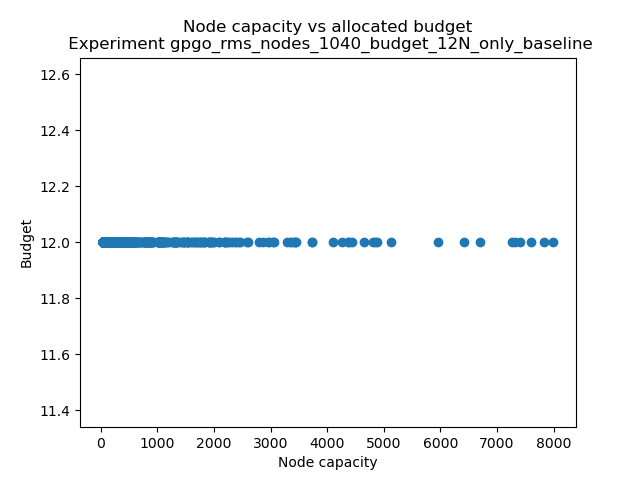 Node capacity vs allocated budget
Experiment gpgo_rms_nodes_1040_budget_12N_only_baseline
12.6
12.4
12.2
12.0
11.8
11.6
11.4
Budget
0 1000 2000 3000 4000 5000 6000 7000 8000
Node capacity